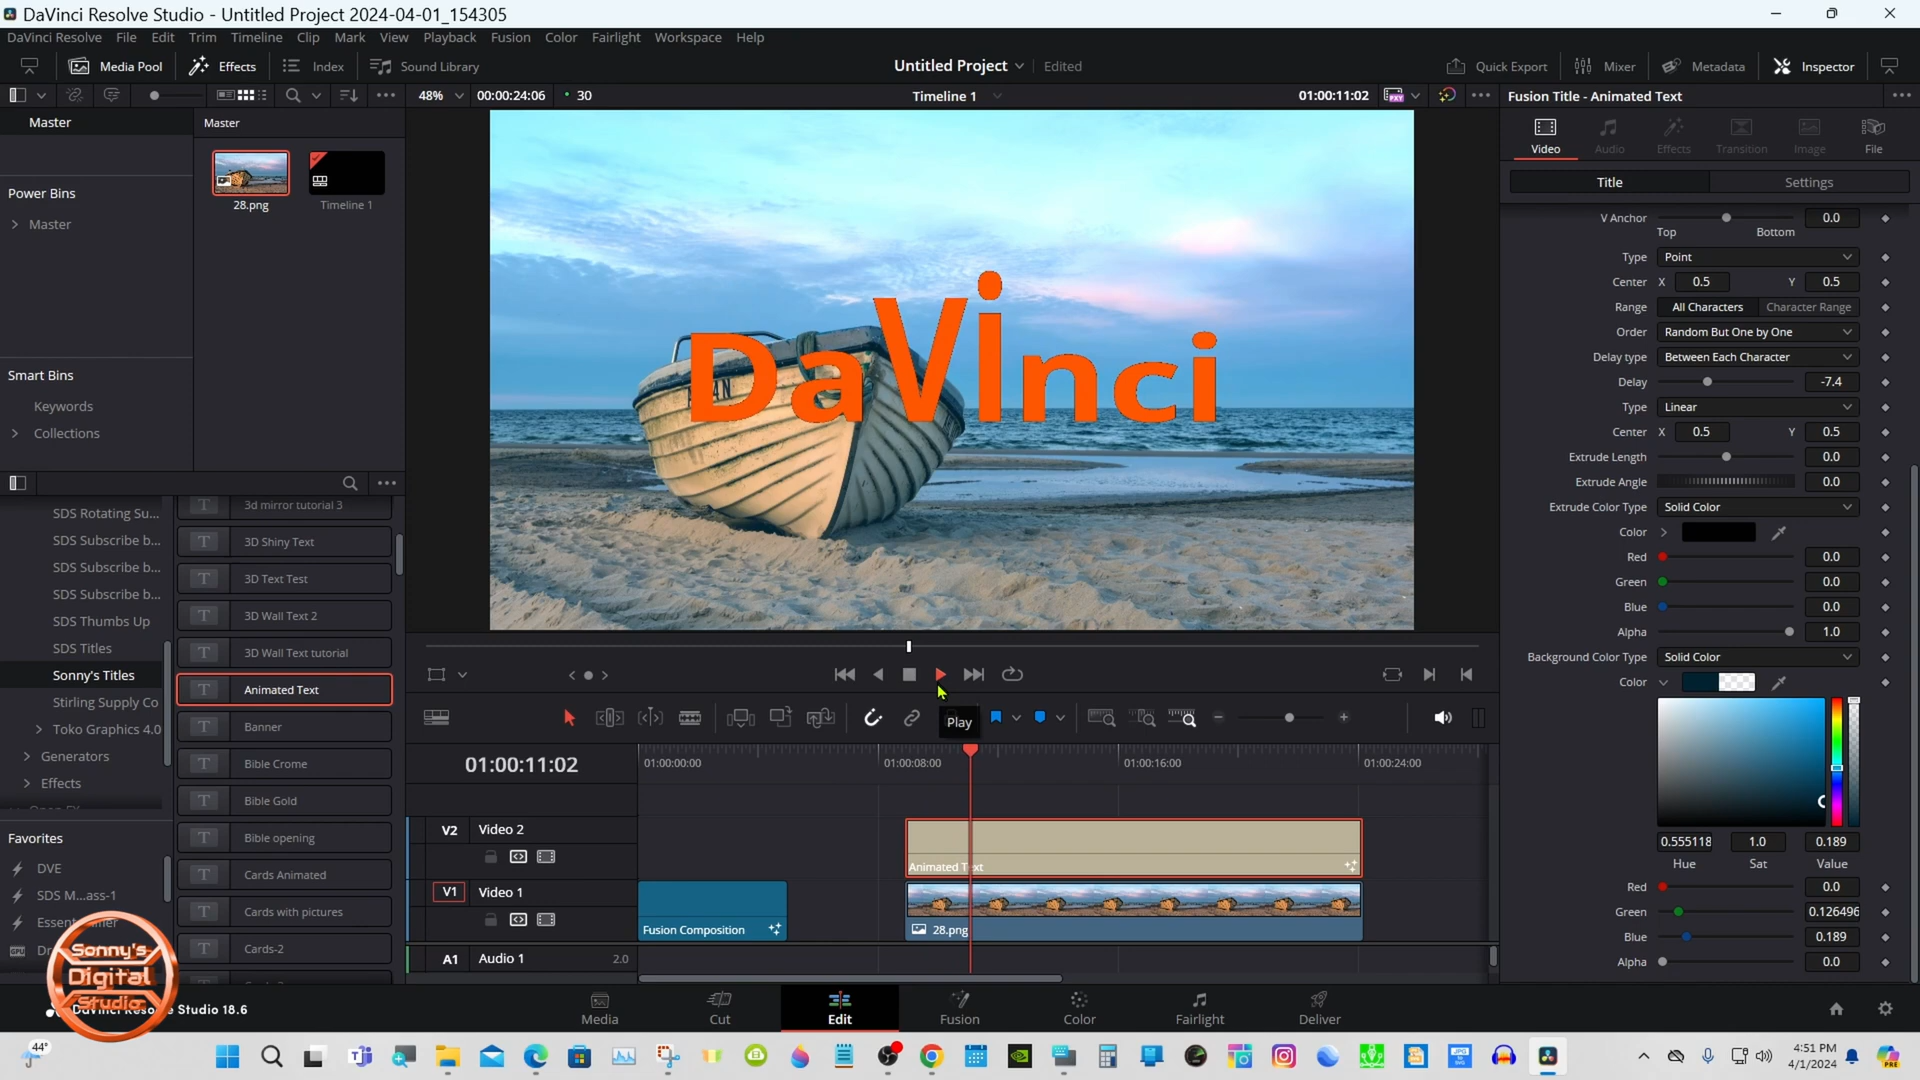 DaVinci Resolve Studio - Untitled Project 2024-04-01_154305
DaVinci Resolve File Edit Trim Timeline Clip Mark View Playback Fusion Color Fairlight Workspace Help
Media Pool Effects Index Sound Library Untitled Project Edited Quick Export Mixer Metadata Inspector
48% 00:00:24:06 30 Timeline 1 01:00:11:02 Fusion Title - Animated Text
Master
Master
Power Bins
Master
28.png
Timeline 1
Smart Bins
Keywords
Collections
DaVinci
Video Audio Effects Transition Image File
Title Settings
V Anchor 0.0
Top Bottom
Type Point
Center X 0.5 Y 0.5
Range All Characters Character Range
Order Random But One by One
Delay type Between Each Character
Delay -7.4
Type Linear
Center X 0.5 Y 0.5
Extrude Length 0.0
Extrude Angle 0.0
Extrude Color Type Solid Color
Color
Red 0.0
Green 0.0
Blue 0.0
Alpha 1.0
Background Color Type Solid Color
Color
0.555118 1.0 0.189
Hue Sat Value
Red 0.0
Green 0.126496
Blue 0.189
Alpha 0.0
SDS Rotating Su...
SDS Subscribe b...
SDS Subscribe b...
SDS Subscribe b...
SDS Thumbs Up
SDS Titles
Sonny's Titles
Stirling Supply Co
Toko Graphics 4.0
Generators
Effects
3d mirror tutorial 3
3D Shiny Text
3D Text Test
3D Wall Text 2
3D Wall Text tutorial
Animated Text
Banner
Bible Crome
Bible Gold
Bible opening
Cards Animated
Cards with pictures
Cards-2
Favorites
DVE
SDS M...ass-1
Play
01:00:11:02
01:00:00:00 01:00:08:00 01:00:16:00 01:00:24:00
V2 Video 2
Animated Text
V1 Video 1
Fusion Composition
28.png
A1 Audio 1 2.0
Sonny's
Digital
Studio
DaVinci Resolve Studio 18.6
Media Cut Edit Fusion Color Fairlight Deliver
44°
4:51 PM
4/1/2024
PRE